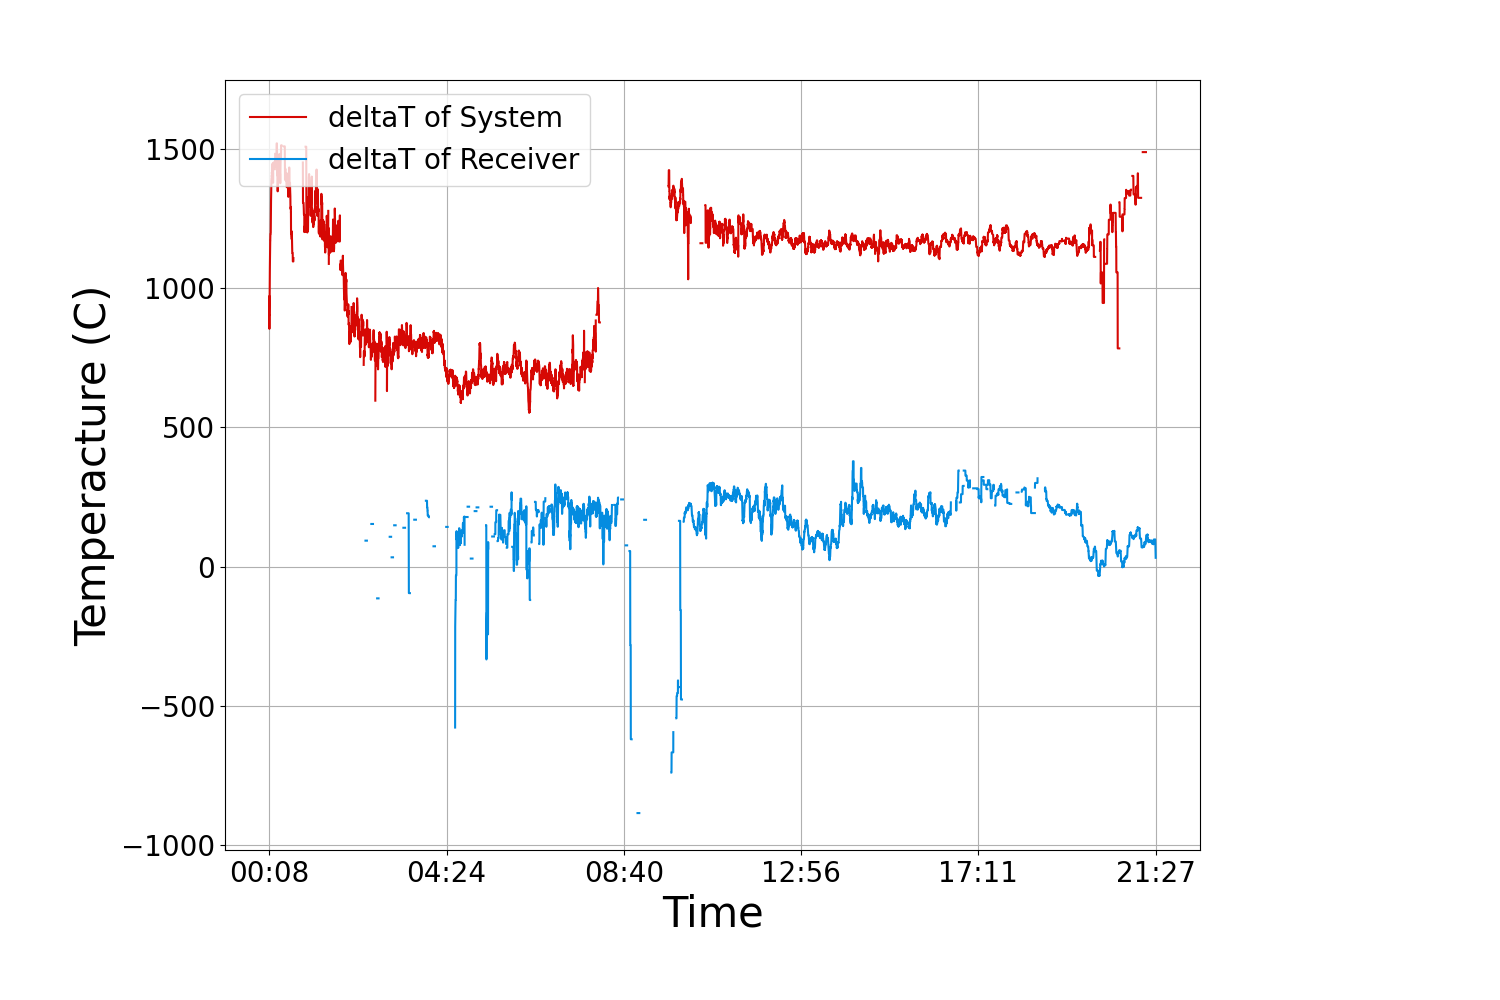 deltaT of System
deltaT of Receiver
1500
1000
500
0
−500
−1000
Temperacture (C)
00:08 04:24 08:40 12:56 17:11 21:27
Time